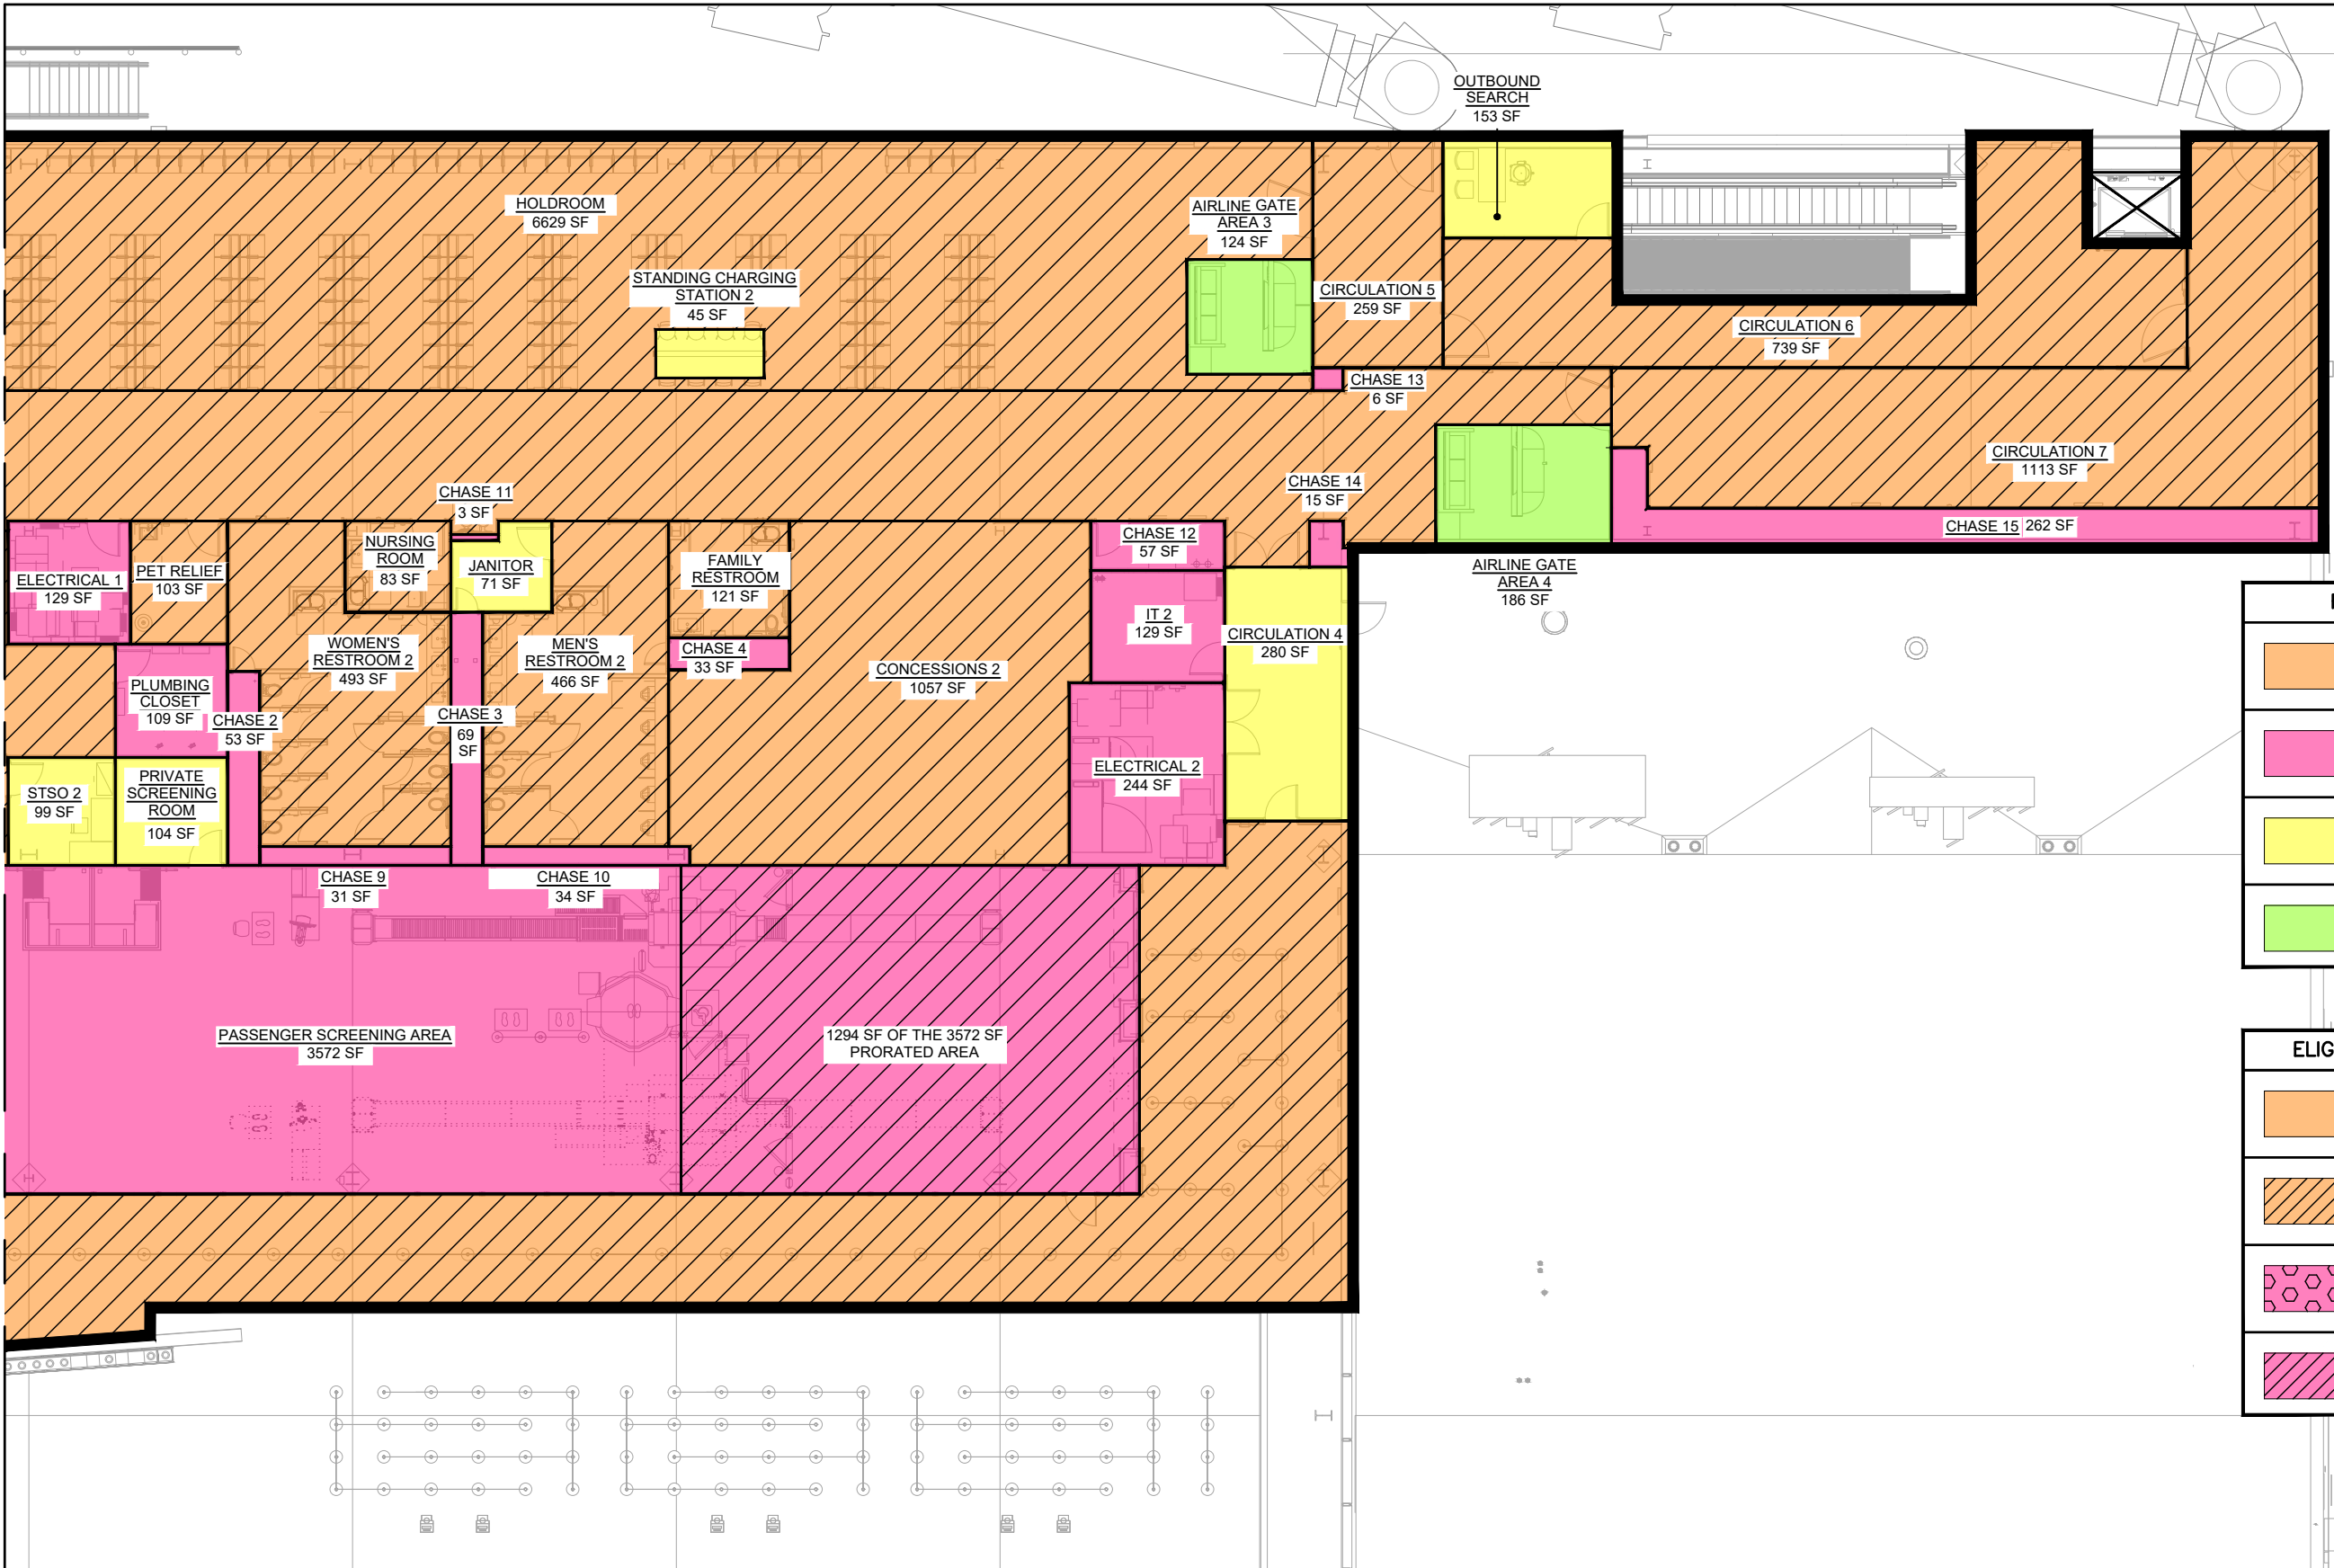 OUTBOUND
SEARCH
153 SF
HOLDROOM
6629 SF
AIRLINE GATE
AREA 3
124 SF
STANDING CHARGING
STATION 2
45 SF
CIRCULATION 5
259 SF
CIRCULATION 6
739 SF
CHASE 13
6 SF
CIRCULATION 7
1113 SF
CHASE 14
15 SF
CHASE 11
3 SF
CHASE 15 262 SF
ELECTRICAL 1
129 SF
PET RELIEF
103 SF
NURSING
ROOM
83 SF
JANITOR
71 SF
FAMILY
RESTROOM
121 SF
CHASE 12
57 SF
AIRLINE GATE
AREA 4
186 SF
IT 2
129 SF
CIRCULATION 4
280 SF
WOMEN'S
RESTROOM 2
493 SF
MEN'S
RESTROOM 2
466 SF
CHASE 4
33 SF
CONCESSIONS 2
1057 SF
PLUMBING
CLOSET
109 SF
CHASE 2
53 SF
CHASE 3
69
SF
ELECTRICAL 2
244 SF
STSO 2
99 SF
PRIVATE
SCREENING
ROOM
104 SF
CHASE 9
31 SF
CHASE 10
34 SF
PASSENGER SCREENING AREA
3572 SF
1294 SF OF THE 3572 SF
PRORATED AREA
ELIG